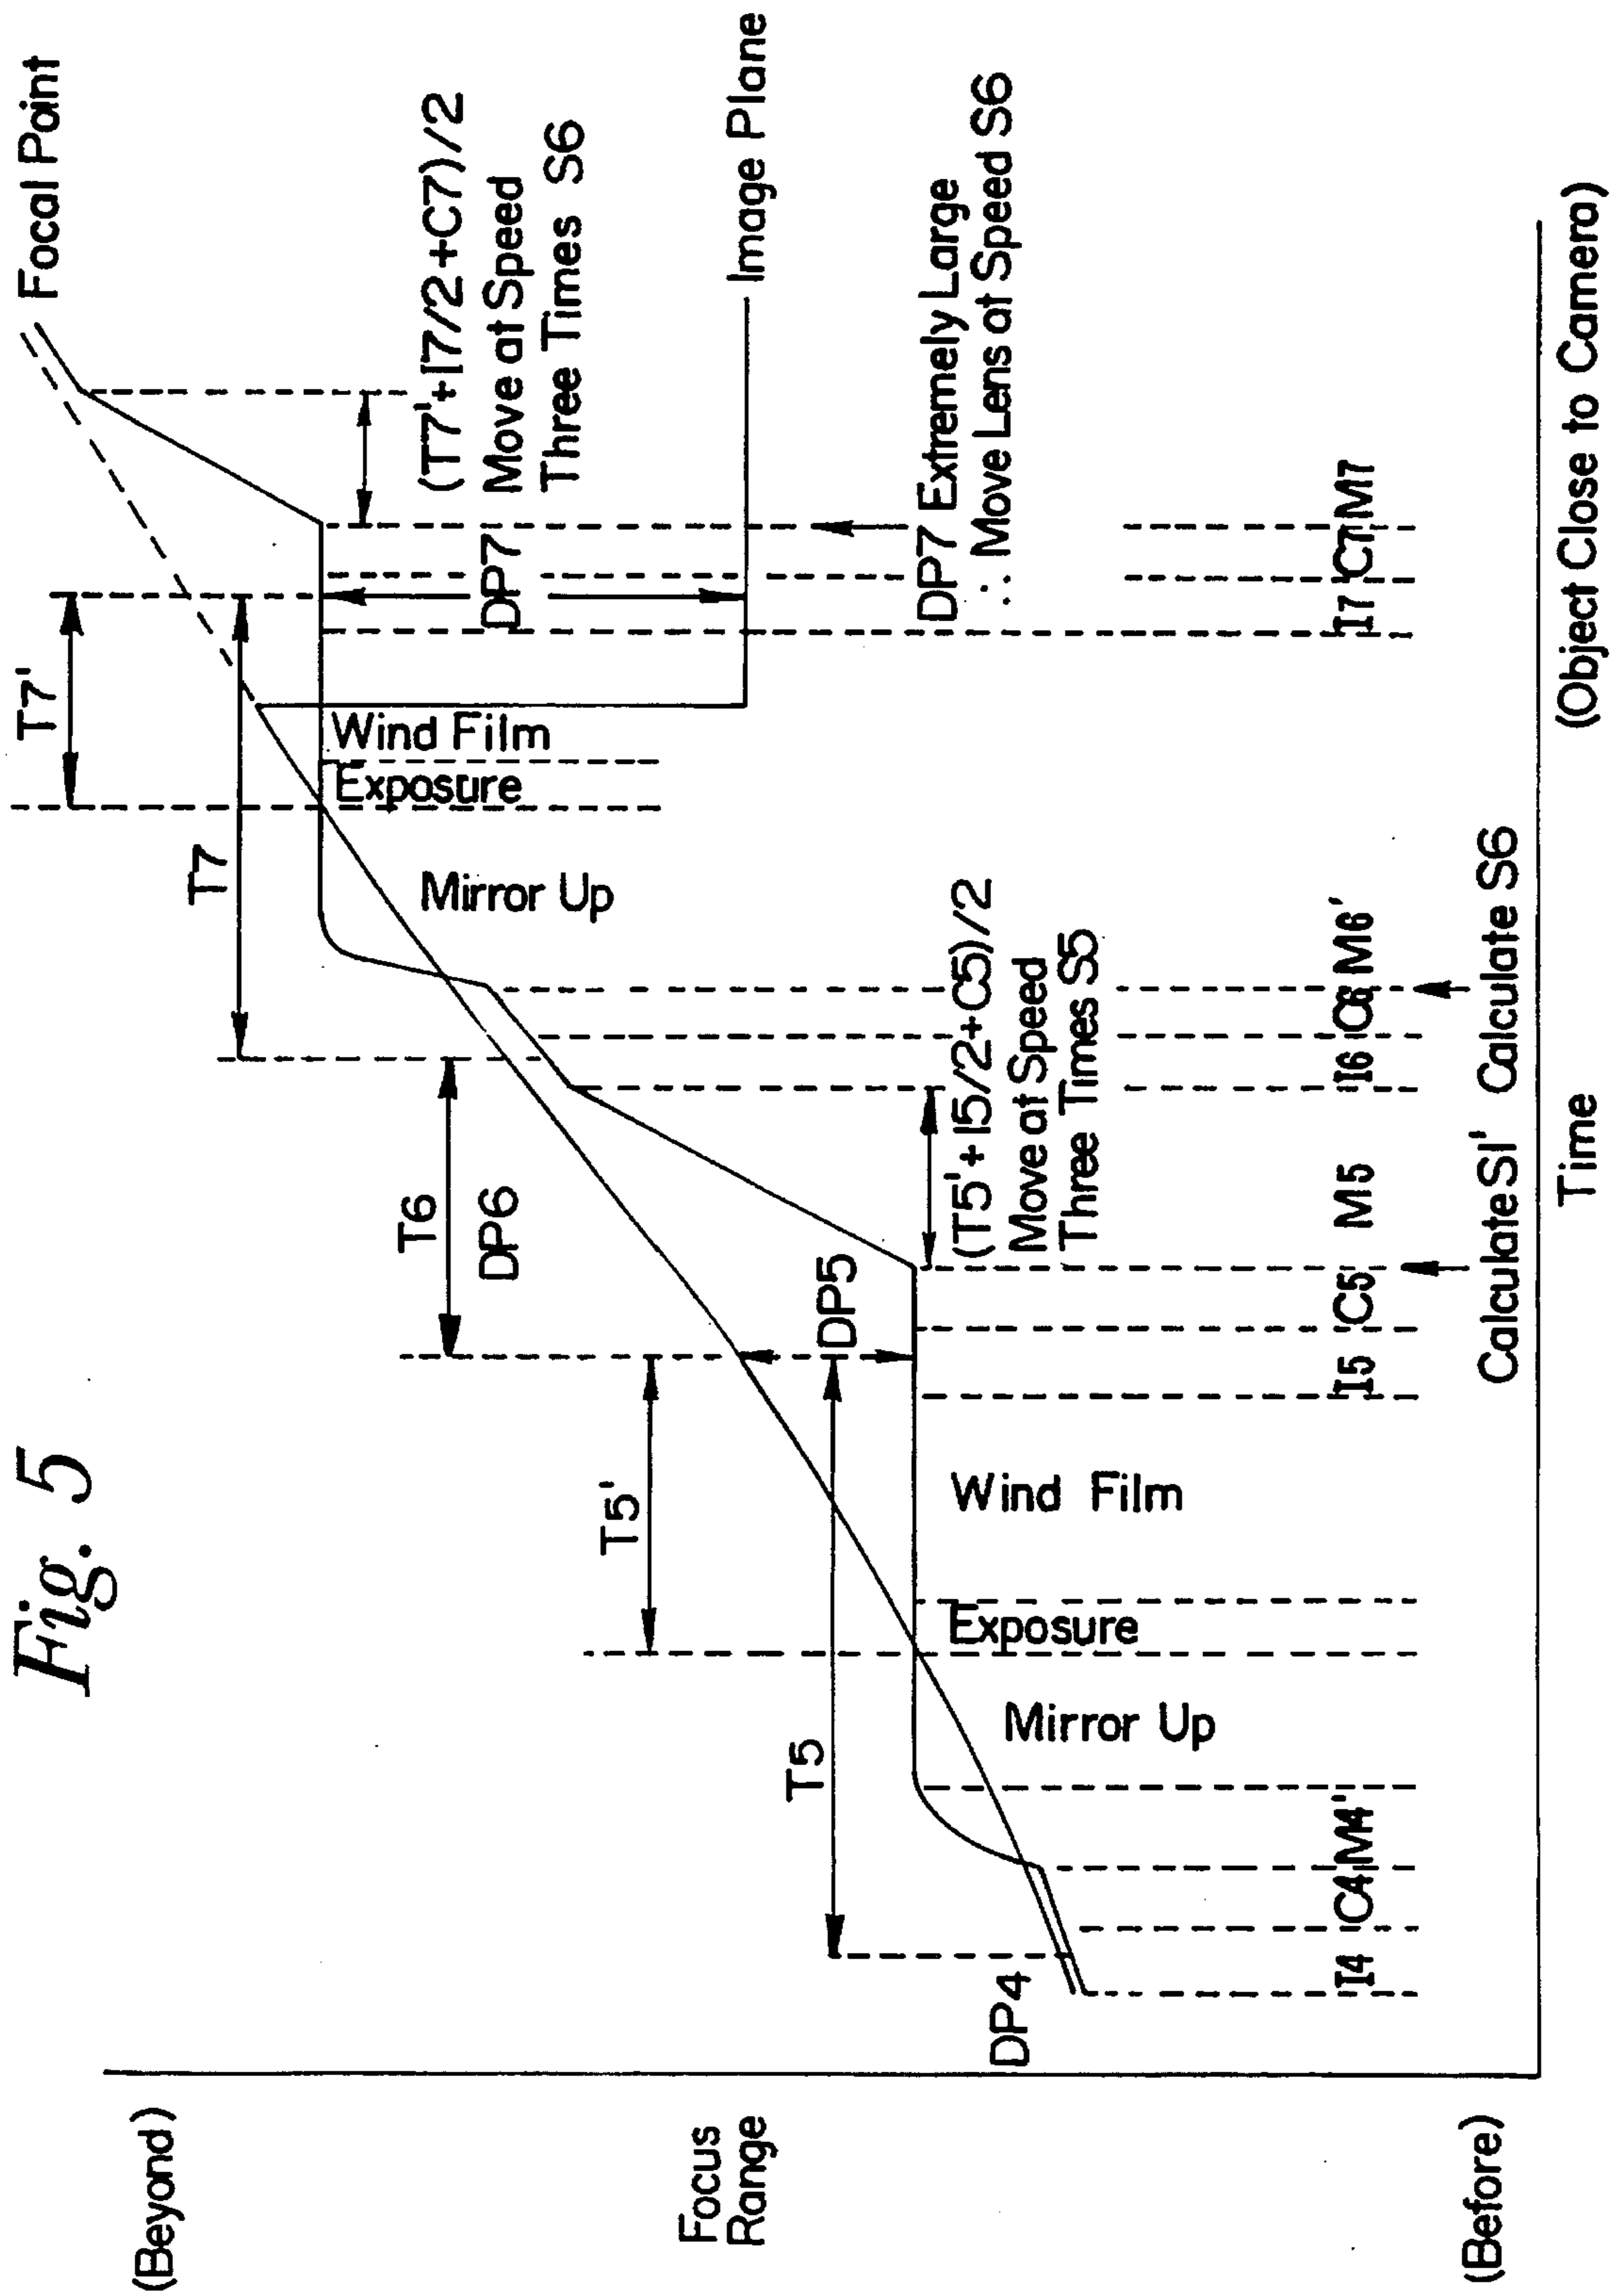 Fig. 5
(Beyond)
Focus
Range
(Before)
Focal Point
T7'
T7
(T7'+I7/2+C7)/2
Move at Speed
Three Times S6
T6
DP6
Mirror Up
Exposure
Wind Film
DP7
T5'
Image Plane
T5
DP5
DP4
Mirror Up
Exposure
Wind Film
(T5'+I5/2+C5)/2
Move at Speed
Three Times S5
DP7 Extremely Large
∴ Move Lens at Speed S6
I4 C4 M4' I5 C5 M5 I6 C6 M6' I7 C7 M7
Calculate S1' Calculate S6
Time
(Object Close to Camera)